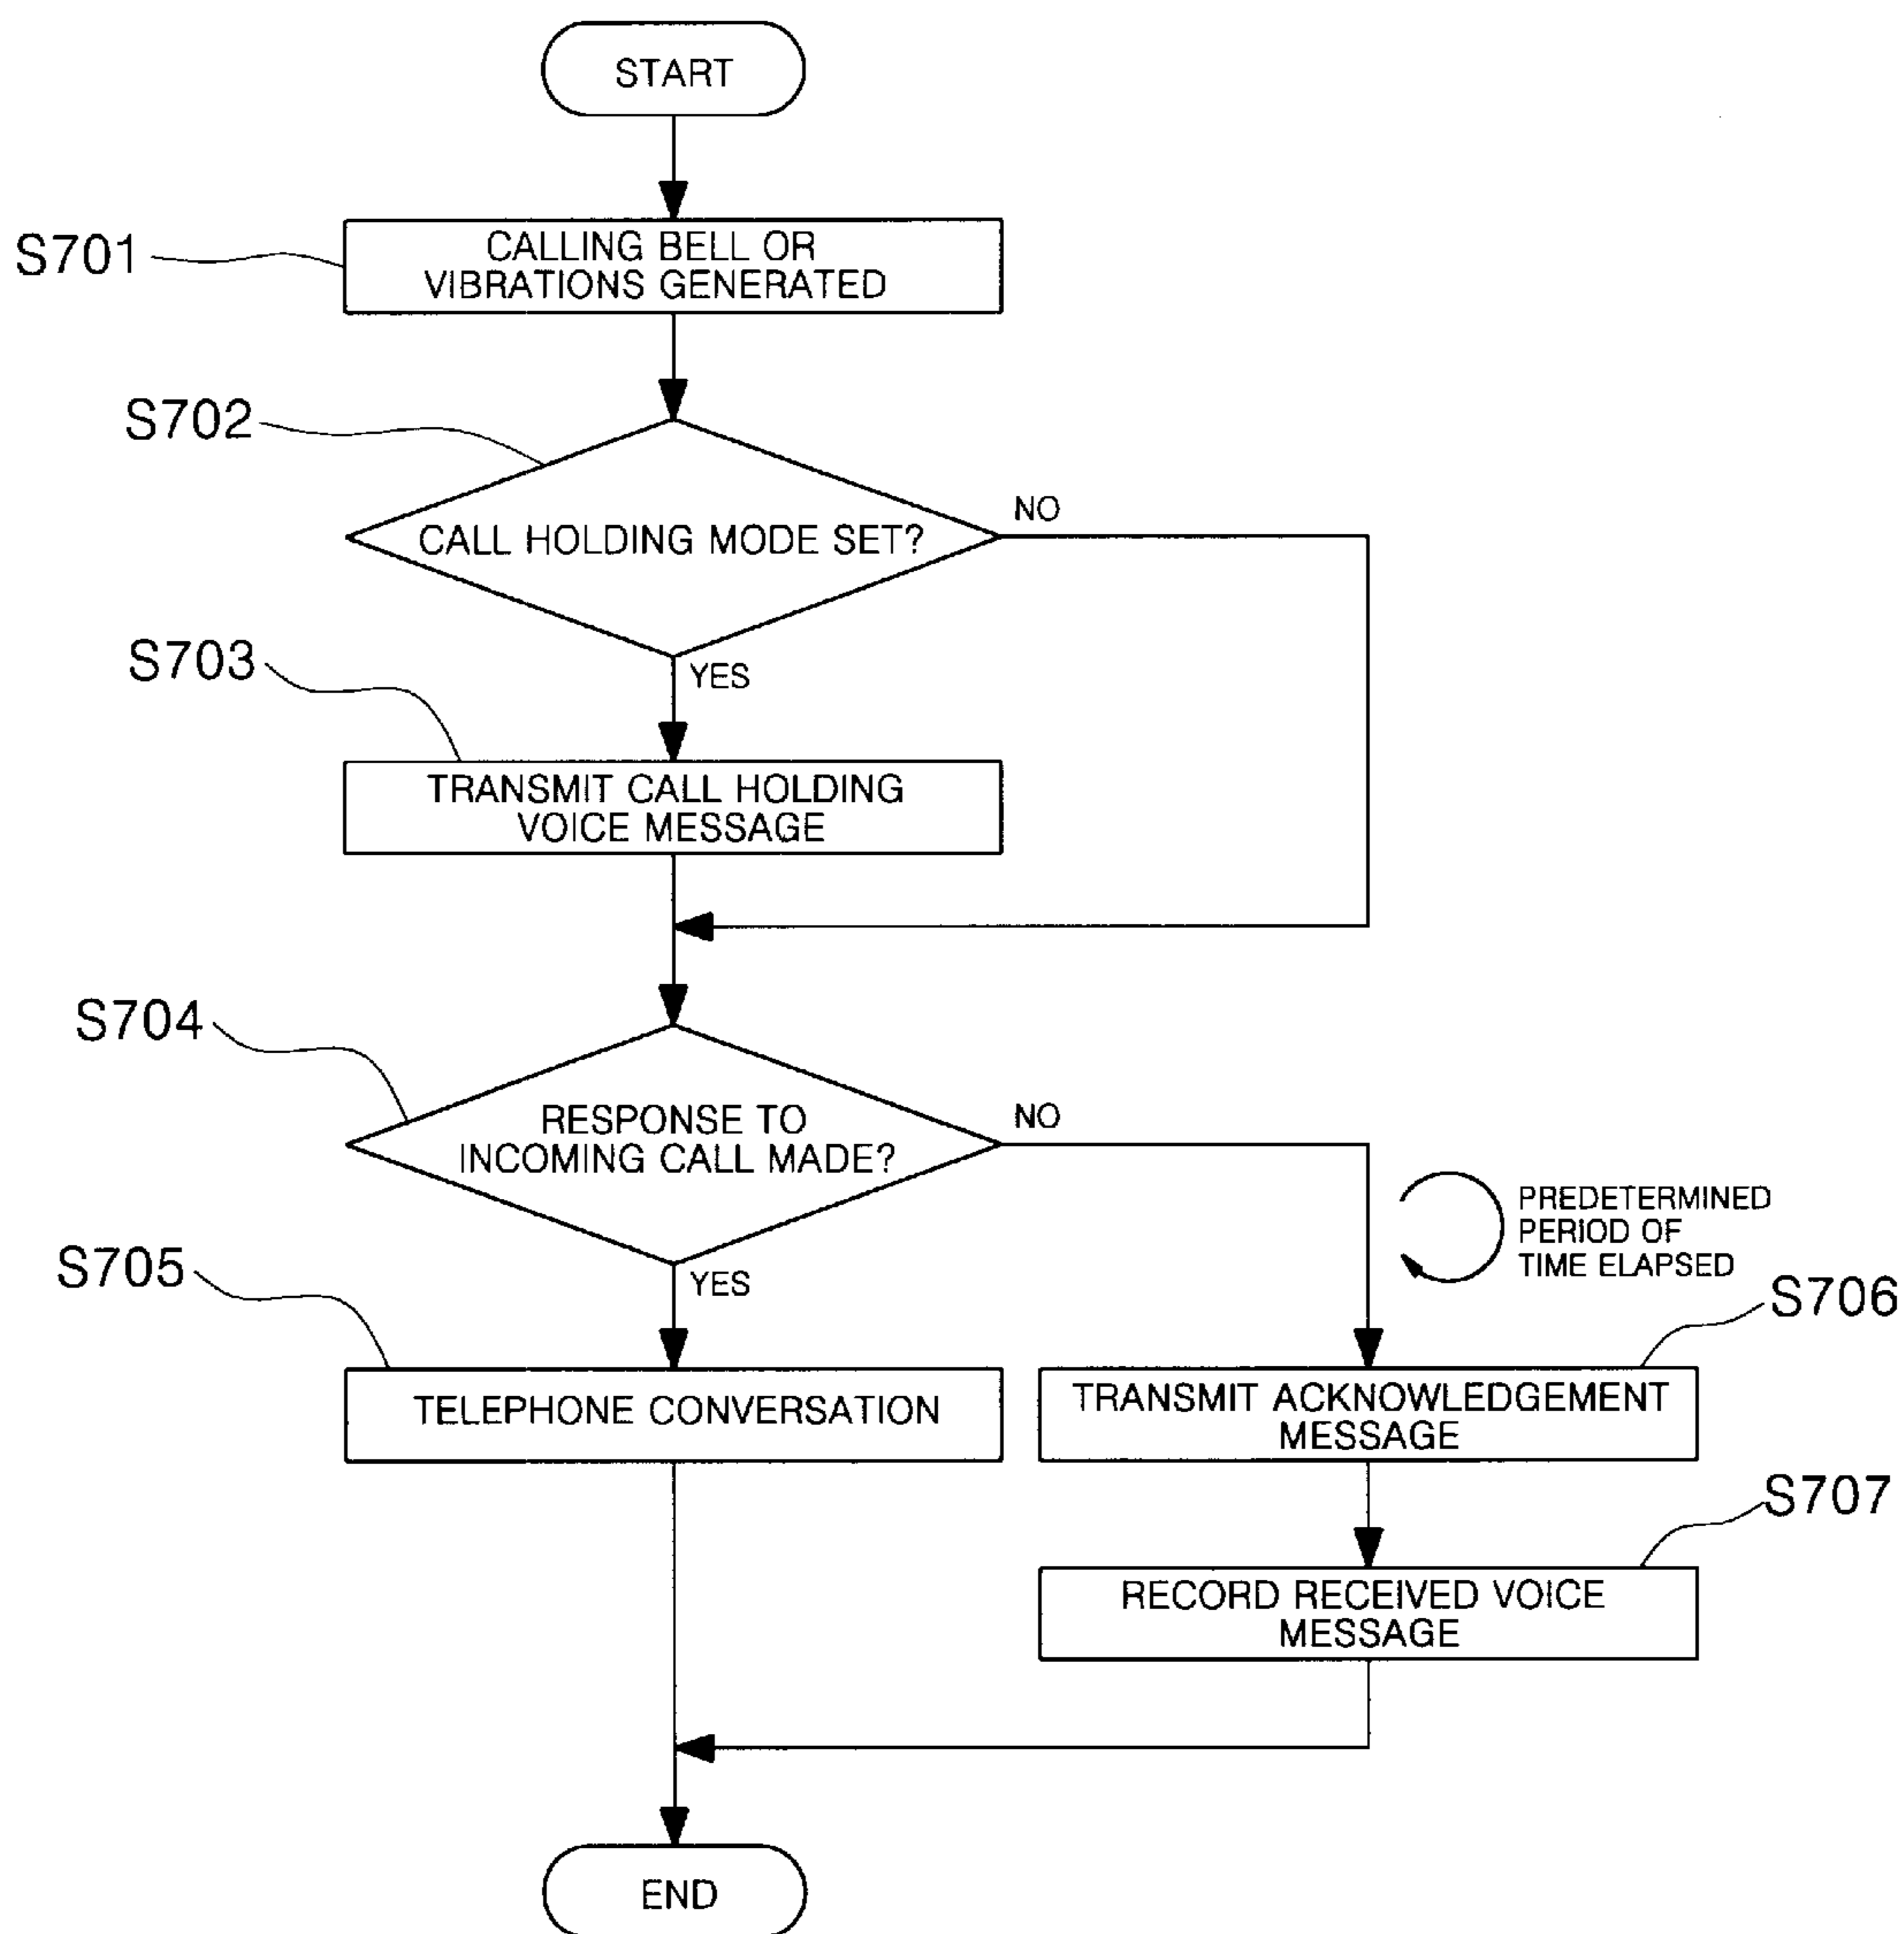 START
S701
CALLING BELL OR
VIBRATIONS GENERATED
S702
CALL HOLDING MODE SET?
NO
YES
S703
TRANSMIT CALL HOLDING
VOICE MESSAGE
S704
RESPONSE TO
INCOMING CALL MADE?
NO
YES
PREDETERMINED
PERIOD OF
TIME ELAPSED
S705
TELEPHONE CONVERSATION
S706
TRANSMIT ACKNOWLEDGEMENT
MESSAGE
S707
RECORD RECEIVED VOICE
MESSAGE
END